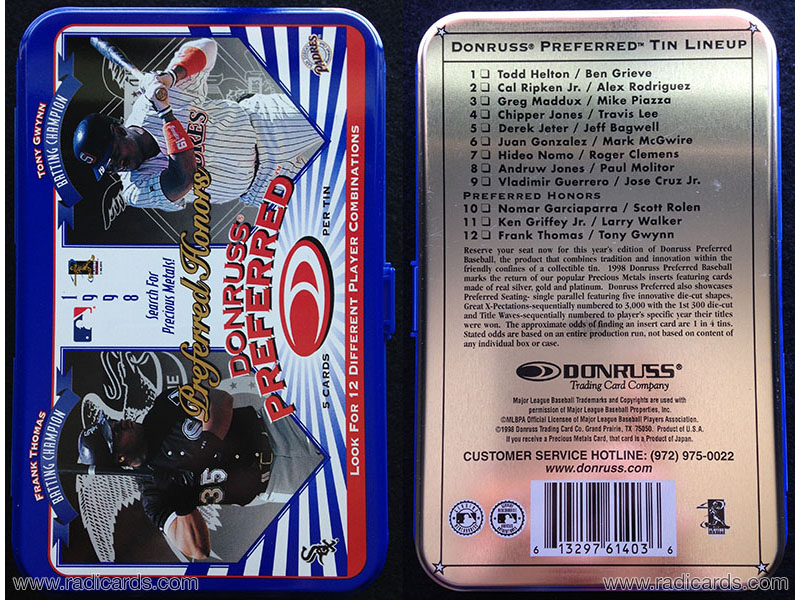 TONY GWYNN
BATTING CHAMPION
PADRES
1998
Search For
Precious Metals!
Preferred Honors
DONRUSS®
PREFERRED™
5 CARDS PER TIN
LOOK FOR 12 DIFFERENT PLAYER COMBINATIONS
FRANK THOMAS
BATTING CHAMPION
35
Sox
www.radicards.com
DONRUSS® PREFERRED™ TIN LINEUP
1 ❑ Todd Helton / Ben Grieve
2 ❑ Cal Ripken Jr. / Alex Rodriguez
3 ❑ Greg Maddux / Mike Piazza
4 ❑ Chipper Jones / Travis Lee
5 ❑ Derek Jeter / Jeff Bagwell
6 ❑ Juan Gonzalez / Mark McGwire
7 ❑ Hideo Nomo / Roger Clemens
8 ❑ Andruw Jones / Paul Molitor
9 ❑ Vladimir Guerrero / Jose Cruz Jr.
PREFERRED HONORS
10 ❑ Nomar Garciaparra / Scott Rolen
11 ❑ Ken Griffey Jr. / Larry Walker
12 ❑ Frank Thomas / Tony Gwynn
Reserve your seat now for this year's edition of Donruss Preferred
Baseball, the product that combines tradition and innovation within the
friendly confines of a collectible tin. 1998 Donruss Preferred Baseball
marks the return of our popular Precious Metals inserts featuring cards
made of real silver, gold and platinum. Donruss Preferred also showcases
Preferred Seating- single parallel featuring five innovative die-cut shapes,
Great X-Pectations-sequentially numbered to 3,000 with the 1st 300 die-cut
and Title Waves-sequentially numbered to player's specific year their titles
were won. The approximate odds of finding an insert card are 1 in 4 tins.
Stated odds are based on an entire production run, not based on content of
any individual box or case.
DONRUSS®
Trading Card Company
Major League Baseball Trademarks and Copyrights are used with
permission of Major League Baseball Properties, Inc.
©MLBPA Official Licensee of Major League Baseball Players Association.
©1998 Donruss Trading Card Co. Grand Prairie, TX 75050. Product of U.S.A.
If you receive a Precious Metals Card, that card is a Product of Japan.
CUSTOMER SERVICE HOTLINE: (972) 975-0022
www.donruss.com
6 13297 61403 6
www.radicards.com